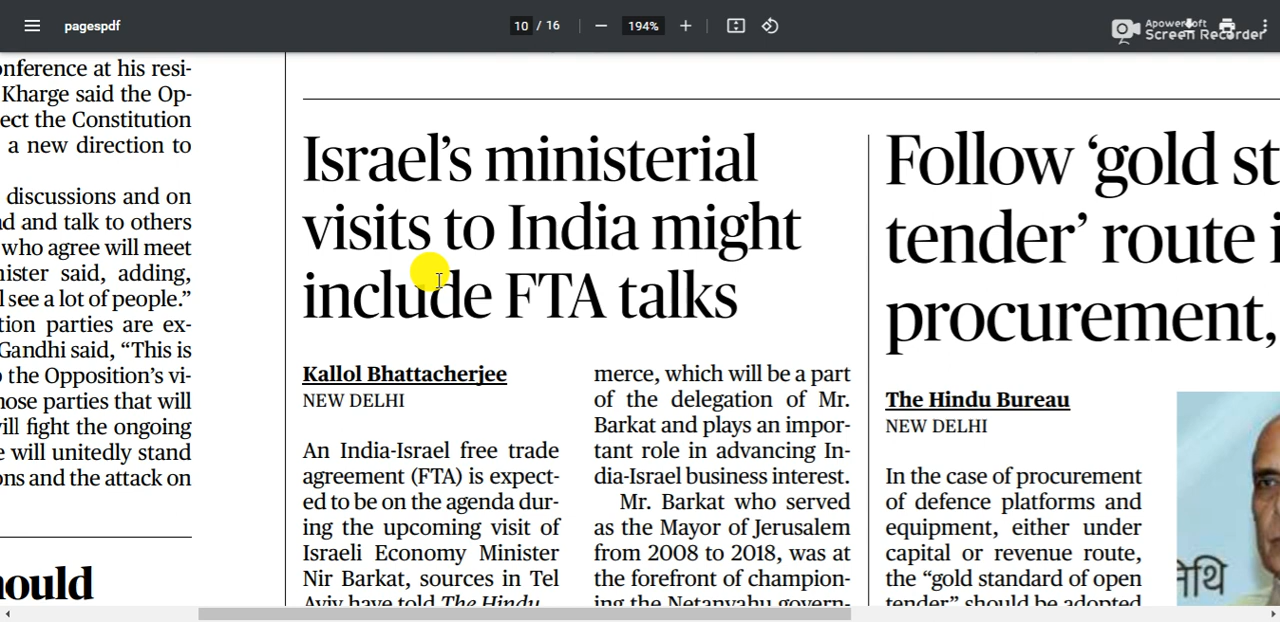 pagespdf
10 / 16
194%
Apowersoft
Screen Recorder
onference at his resi-
Kharge said the Op-
ect the Constitution
a new direction to
discussions and on
nd and talk to others
who agree will meet
nister said, adding,
l see a lot of people.”
tion parties are ex-
Gandhi said, “This is
o the Opposition’s vi-
hose parties that will
vill fight the ongoing
e will unitedly stand
ons and the attack on
hould
Israel’s ministerial
visits to India might
include FTA talks
Kallol Bhattacherjee
NEW DELHI
An India-Israel free trade
agreement (FTA) is expect-
ed to be on the agenda dur-
ing the upcoming visit of
Israeli Economy Minister
Nir Barkat, sources in Tel
Aviv have told The Hindu
merce, which will be a part
of the delegation of Mr.
Barkat and plays an impor-
tant role in advancing In-
dia-Israel business interest.
Mr. Barkat who served
as the Mayor of Jerusalem
from 2008 to 2018, was at
the forefront of champion-
ing the Netanyahu govern-
Follow ‘gold st
tender’ route i
procurement,
The Hindu Bureau
NEW DELHI
In the case of procurement
of defence platforms and
equipment, either under
capital or revenue route,
the “gold standard of open
tender” should be adopted